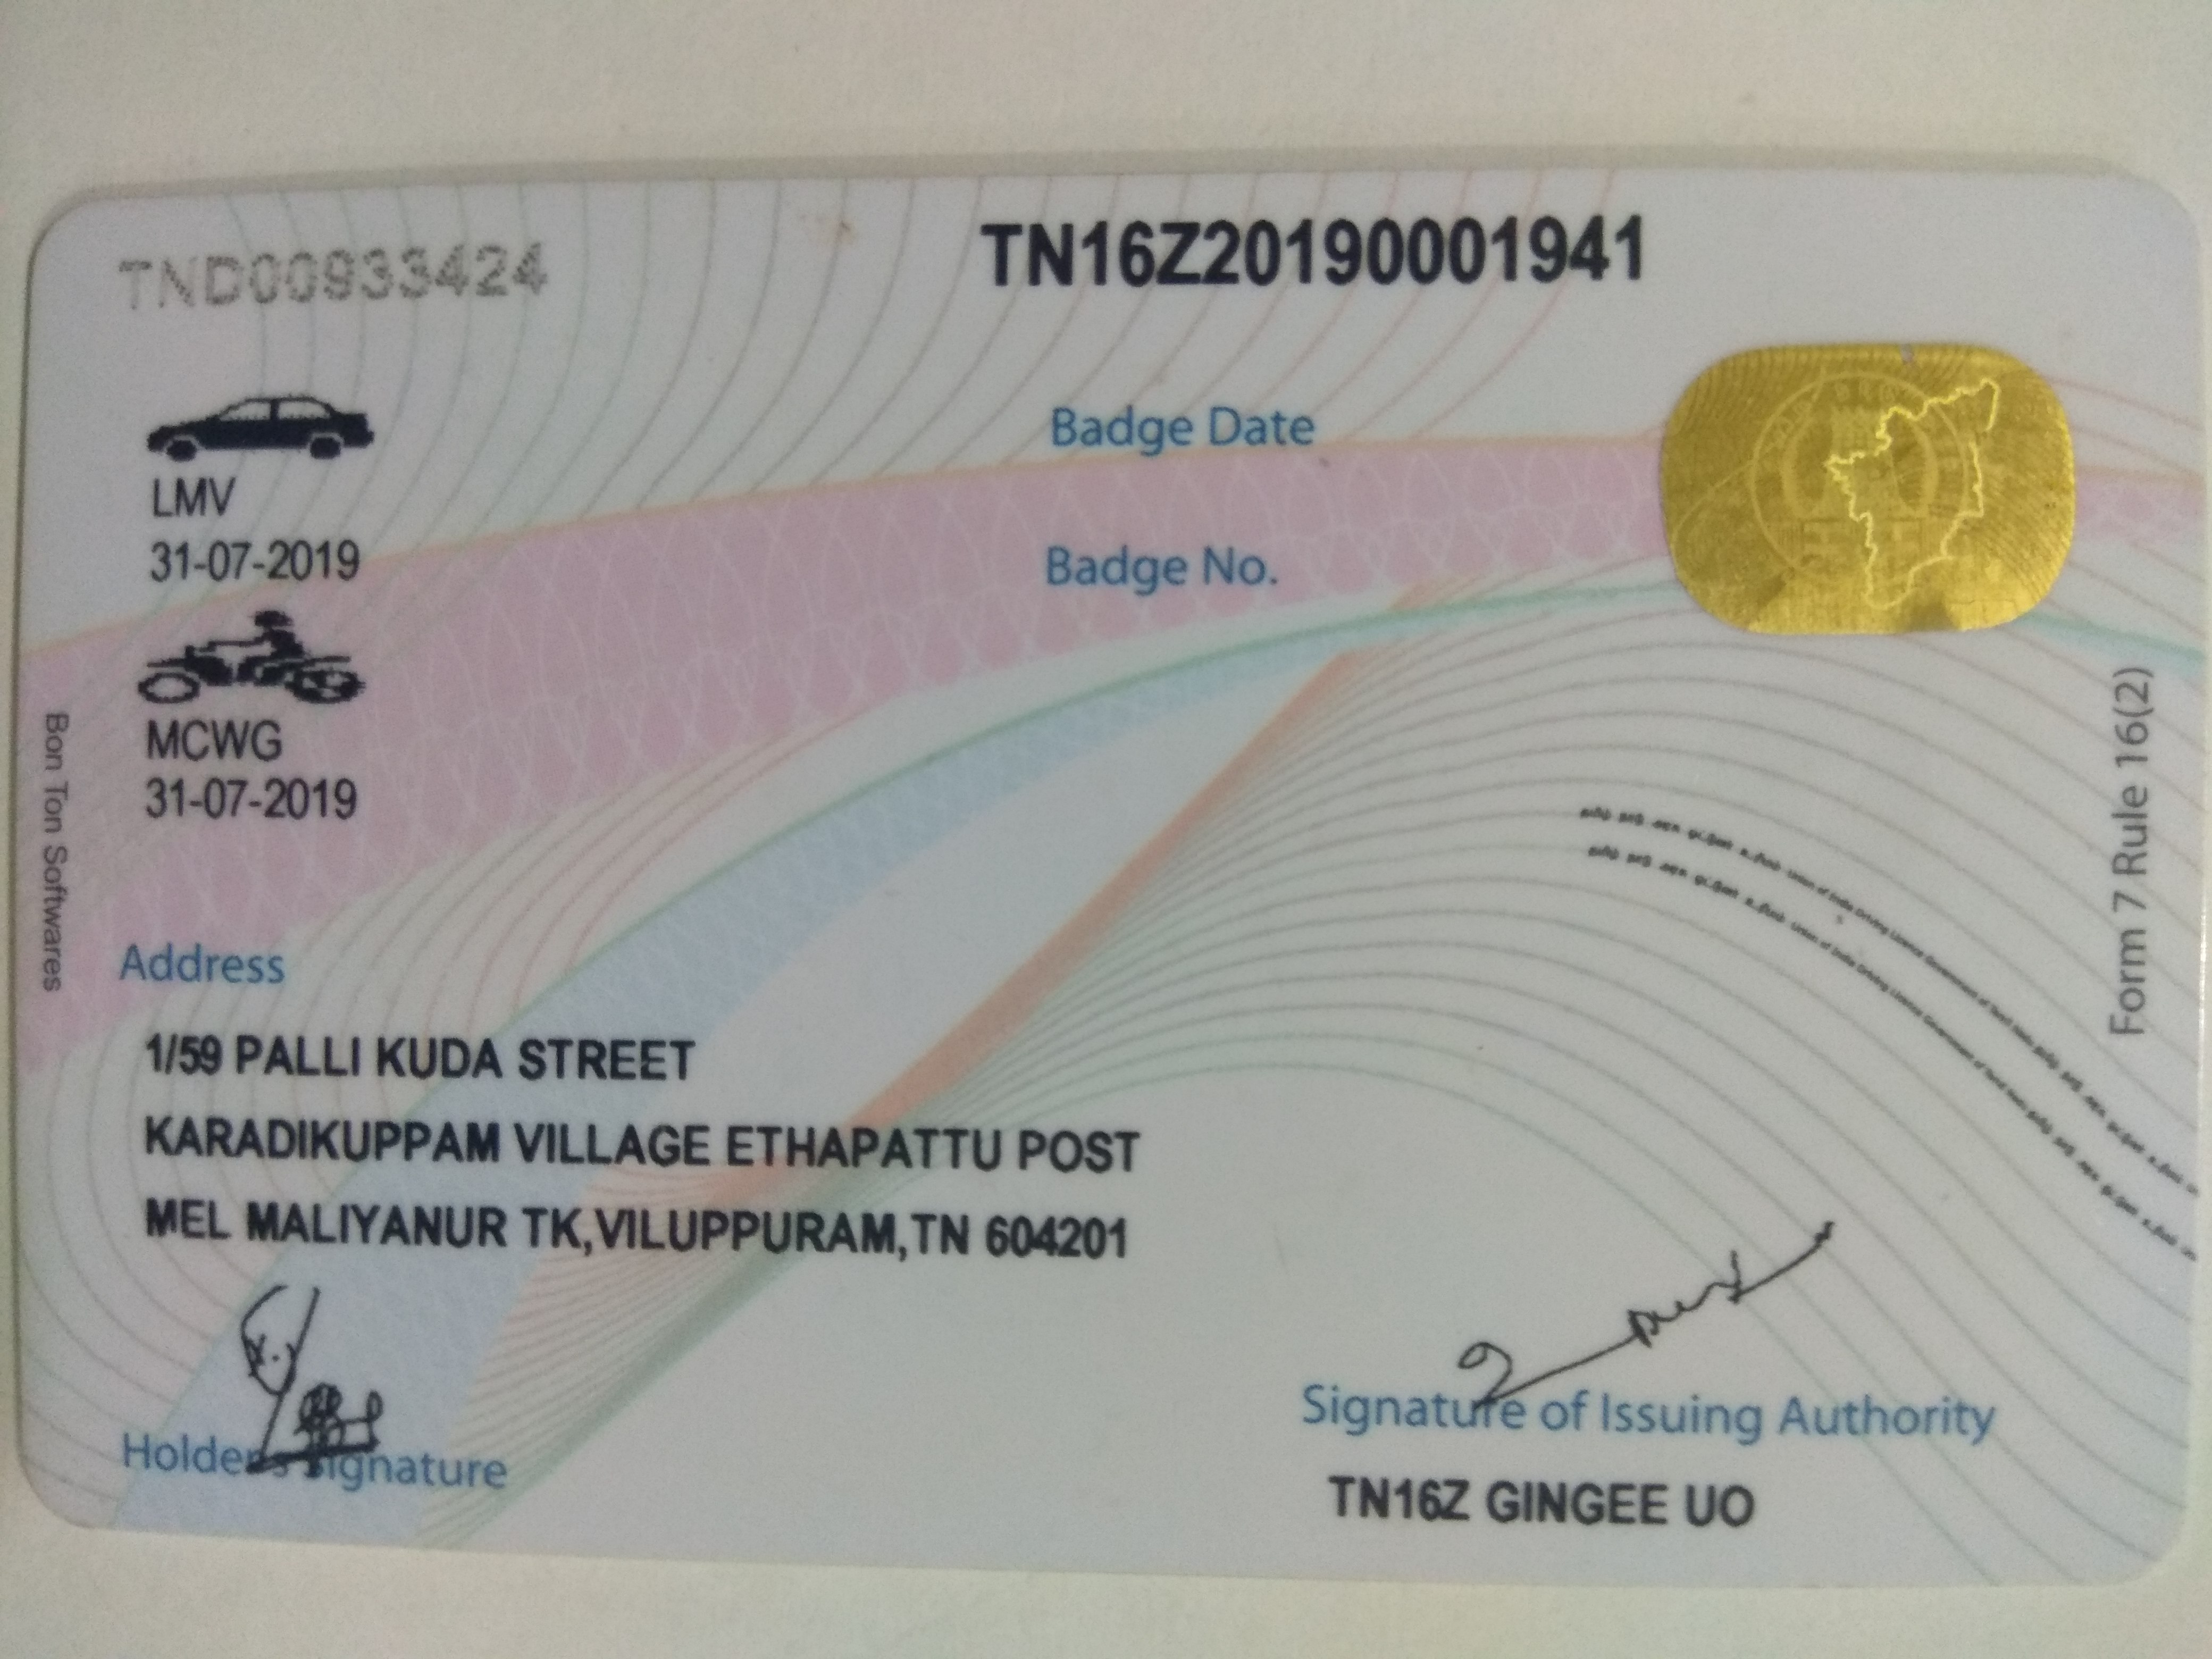 TND00933424
TN16Z20190001941
LMV
31-07-2019
MCWG
31-07-2019
Badge Date
Badge No.
Bon Ton Softwares
Form 7 Rule 16(2)
Address
1/59 PALLI KUDA STREET
KARADIKUPPAM VILLAGE ETHAPATTU POST
MEL MALIYANUR TK,VILUPPURAM,TN 604201
Holder's Signature
Signature of Issuing Authority
TN16Z GINGEE UO